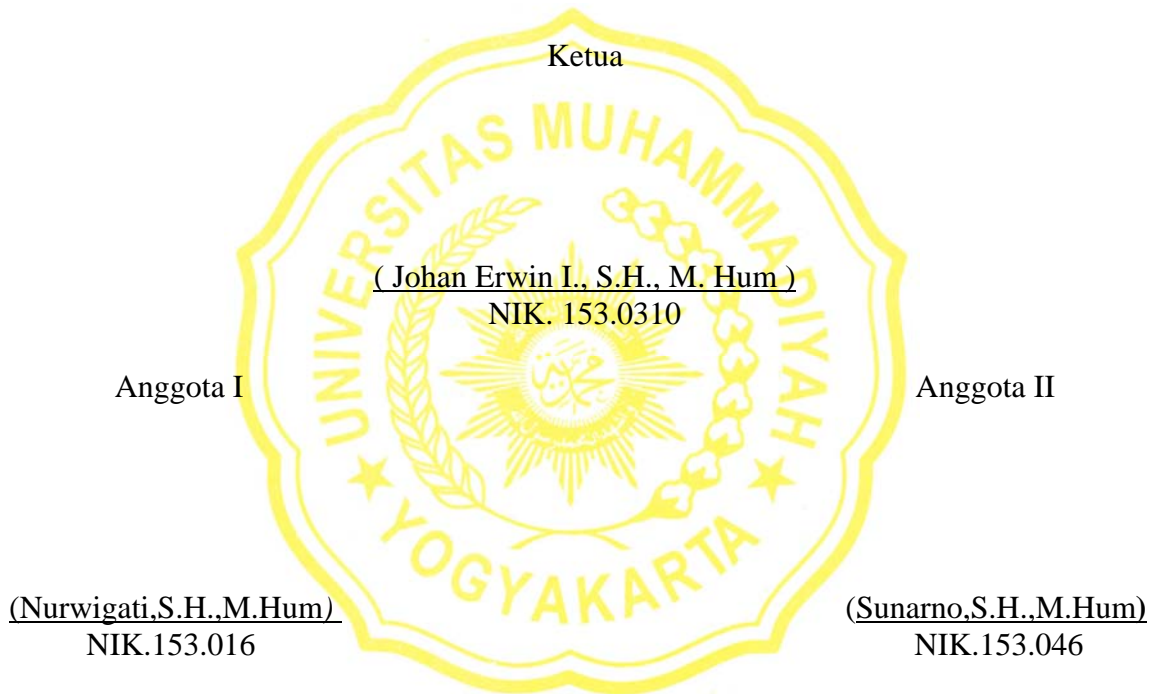 Ketua
UNIVERSITAS MUHAMMADIYAH
YOGYAKARTA
( Johan Erwin I., S.H., M. Hum )
NIK. 153.0310
Anggota I
Anggota II
(Nurwigati,S.H.,M.Hum)
NIK.153.016
(Sunarno,S.H.,M.Hum)
NIK.153.046